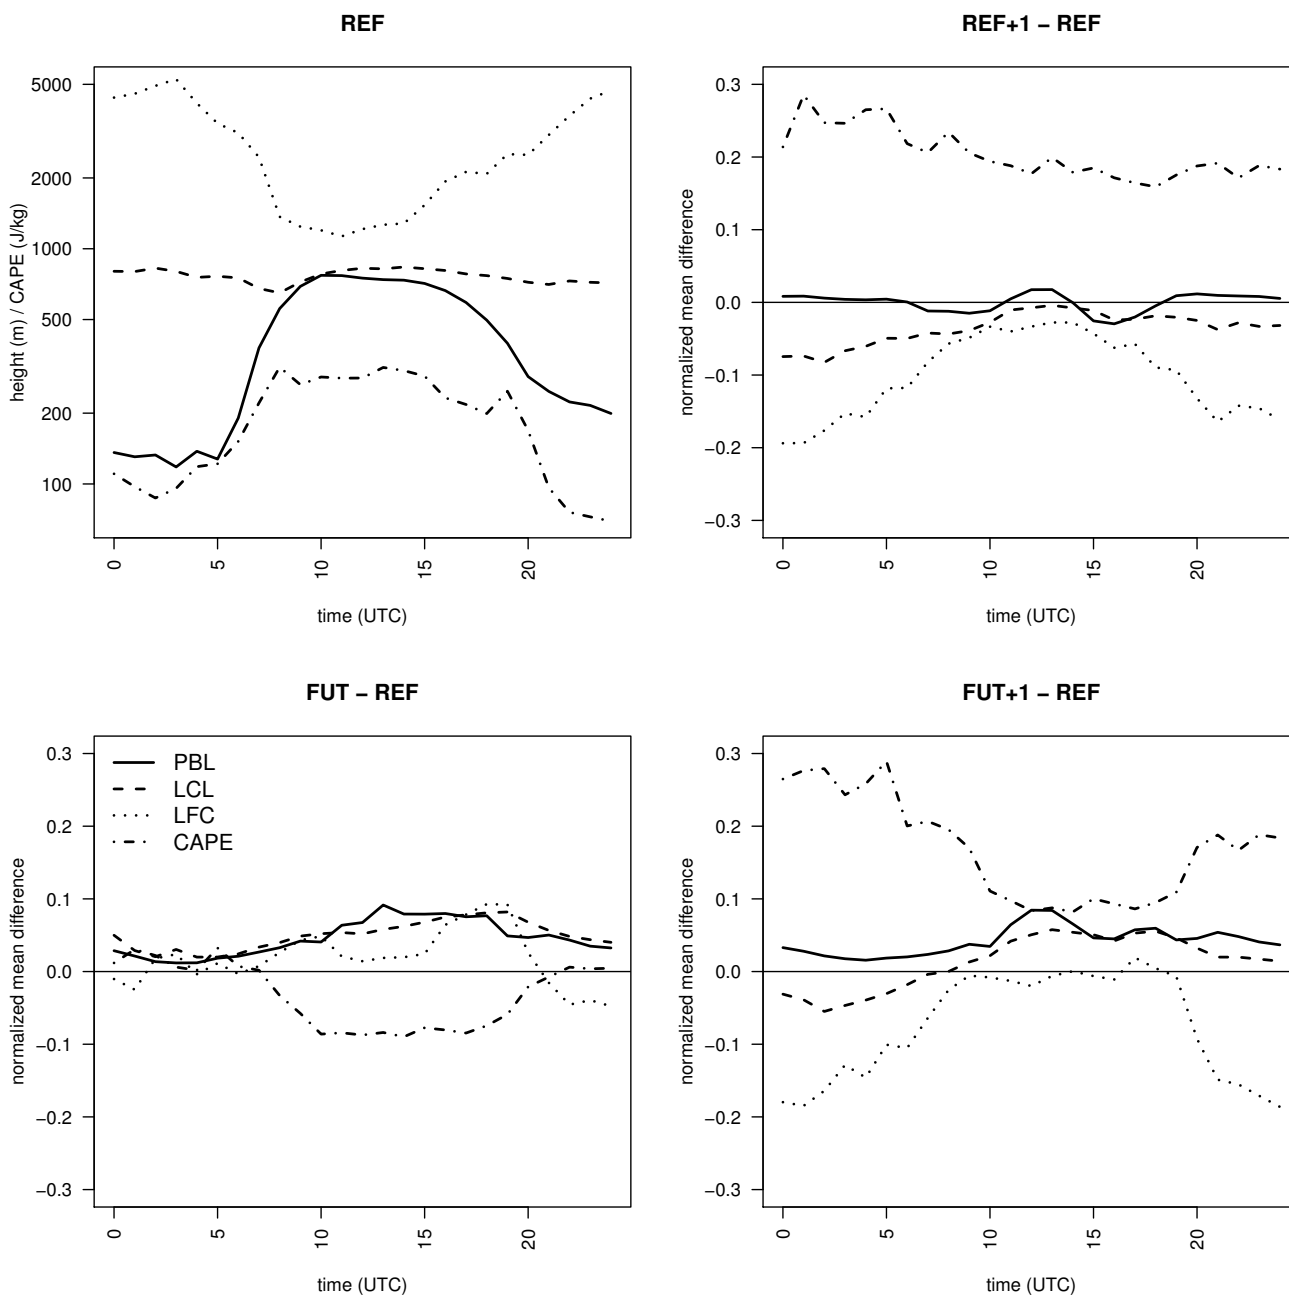 REF
height (m) / CAPE (J/kg)
5000
2000
1000
500
200
100
0
5
10
15
20
time (UTC)
REF+1 − REF
normalized mean difference
0.3
0.2
0.1
0.0
−0.1
−0.2
−0.3
0
5
10
15
20
time (UTC)
FUT − REF
normalized mean difference
0.3
0.2
0.1
0.0
−0.1
−0.2
−0.3
PBL
LCL
LFC
CAPE
0
5
10
15
20
time (UTC)
FUT+1 − REF
normalized mean difference
0.3
0.2
0.1
0.0
−0.1
−0.2
−0.3
0
5
10
15
20
time (UTC)